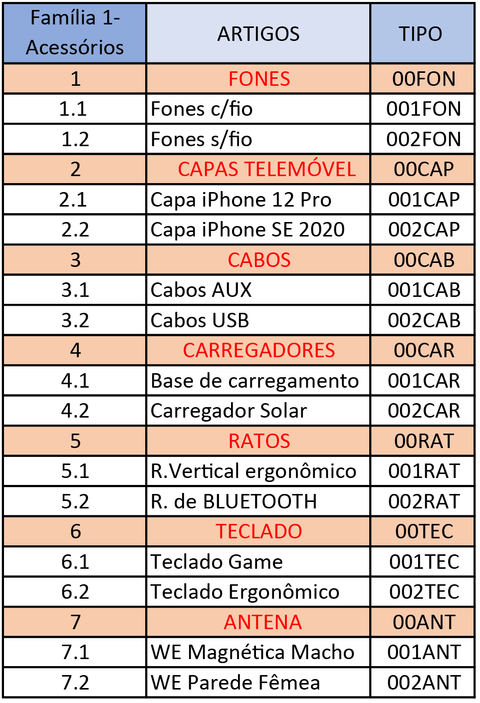 Família 1- Acessórios ARTIGOS TIPO
1 FONES 00FON
1.1 Fones c/fio 001FON
1.2 Fones s/fio 002FON
2 CAPAS TELEMÓVEL 00CAP
2.1 Capa iPhone 12 Pro 001CAP
2.2 Capa iPhone SE 2020 002CAP
3 CABOS 00CAB
3.1 Cabos AUX 001CAB
3.2 Cabos USB 002CAB
4 CARREGADORES 00CAR
4.1 Base de carregamento 001CAR
4.2 Carregador Solar 002CAR
5 RATOS 00RAT
5.1 R.Vertical ergonômico 001RAT
5.2 R. de BLUETOOTH 002RAT
6 TECLADO 00TEC
6.1 Teclado Game 001TEC
6.2 Teclado Ergonômico 002TEC
7 ANTENA 00ANT
7.1 WE Magnética Macho 001ANT
7.2 WE Parede Fêmea 002ANT